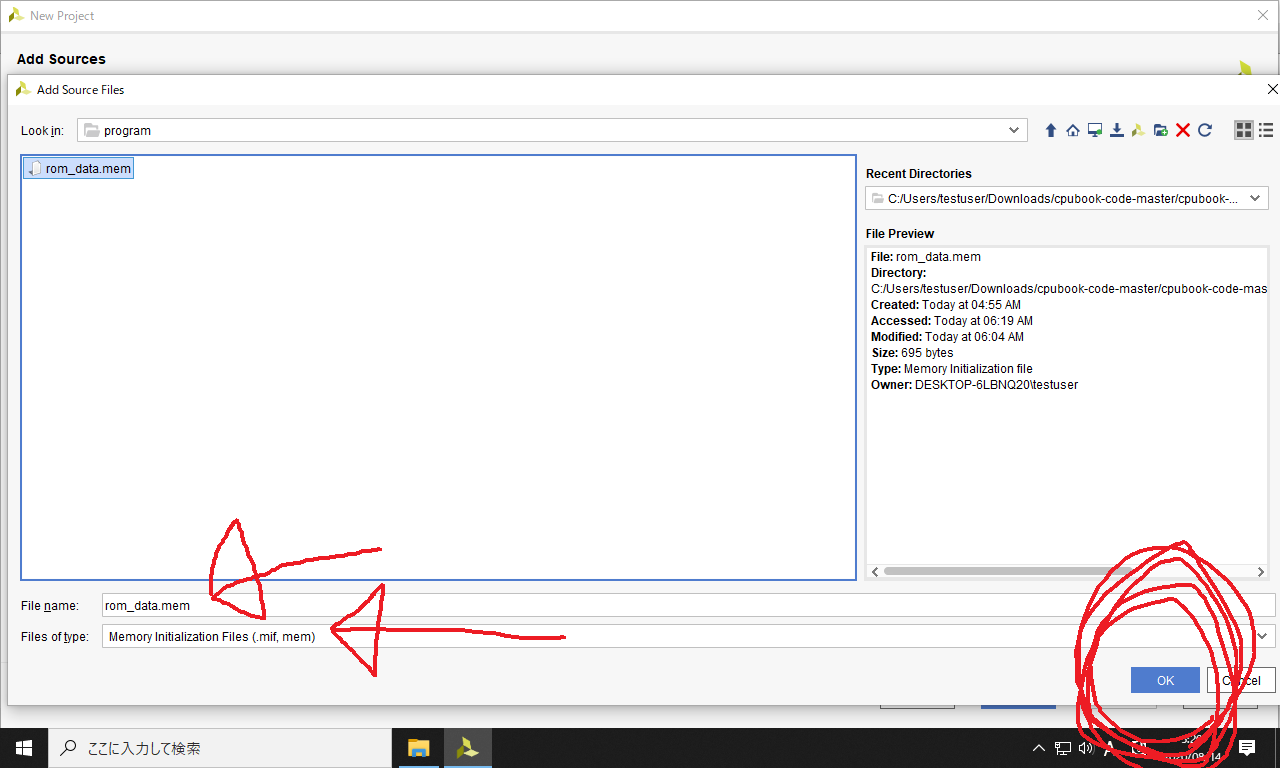 New Project
Add Sources
Add Source Files
Look in: program
rom_data.mem
Recent Directories
C:/Users/testuser/Downloads/cpubook-code-master/cpubook-...
File Preview
File: rom_data.mem
Directory:
C:/Users/testuser/Downloads/cpubook-code-master/cpubook-code-mas
Created: Today at 04:55 AM
Accessed: Today at 06:19 AM
Modified: Today at 06:04 AM
Size: 695 bytes
Type: Memory Initialization file
Owner: DESKTOP-6LBNQ20\testuser
File name: rom_data.mem
Files of type: Memory Initialization Files (.mif, mem)
OK Cancel
ここに入力して検索
A